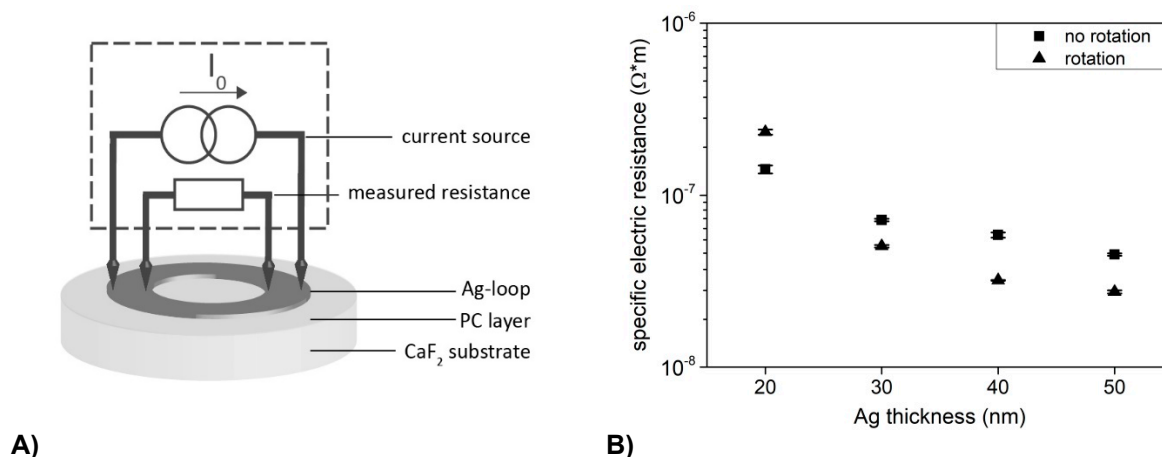 I0
current source
measured resistance
Ag-loop
PC layer
CaF2 substrate
A)
specific electric resistance (Ω*m)
10-6
10-7
10-8
no rotation
rotation
20 30 40 50
Ag thickness (nm)
B)